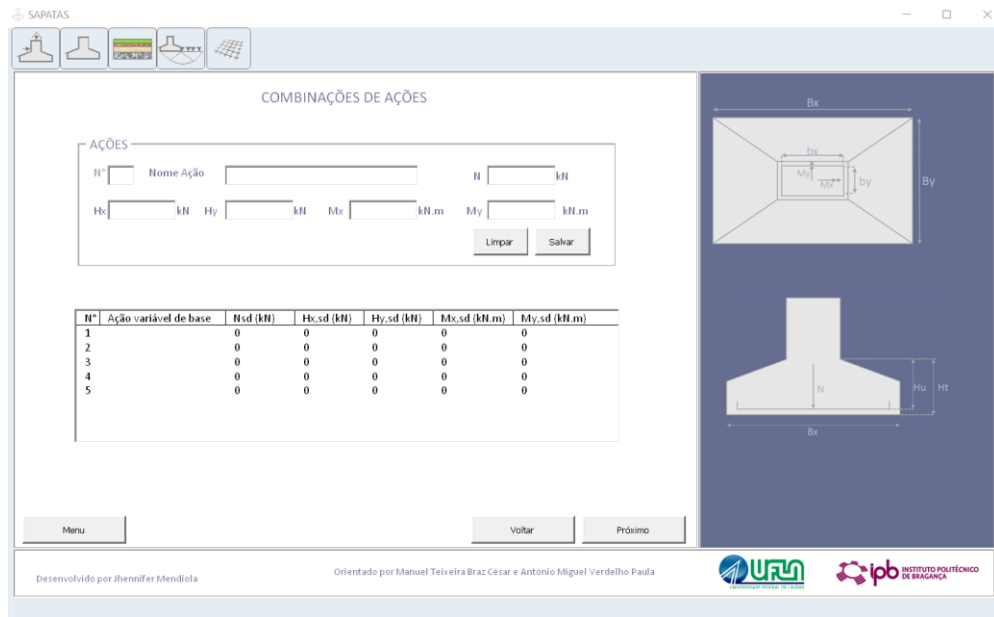 SAPATAS
COMBINAÇÕES DE AÇÕES
AÇÕES
N° Nome Ação N kN
Hx kN Hy kN Mx kN.m My kN.m
Limpar Salvar
N° Ação variável de base Nsd (kN) Hx,sd (kN) Hy,sd (kN) Mx,sd (kN.m) My,sd (kN.m)
1 0 0 0 0 0
2 0 0 0 0 0
3 0 0 0 0 0
4 0 0 0 0 0
5 0 0 0 0 0
Menu Voltar Próximo
Bx
bx
My
Mx
by
By
N
Hu
Ht
Bx
Desenvolvido por Jhennifer Mendiola
Orientado por Manuel Teixeira Braz César e António Miguel Verdelho Paula
UFLA
UNIVERSIDADE FEDERAL DE LAVRAS
ipb INSTITUTO POLITÉCNICO
DE BRAGANÇA